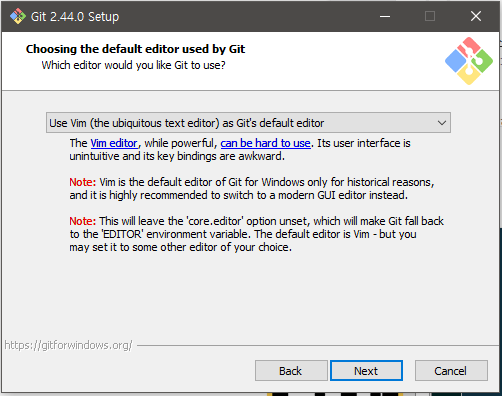 Git 2.44.0 Setup
Choosing the default editor used by Git
Which editor would you like Git to use?
Use Vim (the ubiquitous text editor) as Git's default editor
The Vim editor, while powerful, can be hard to use. Its user interface is
unintuitive and its key bindings are awkward.
Note: Vim is the default editor of Git for Windows only for historical reasons,
and it is highly recommended to switch to a modern GUI editor instead.
Note: This will leave the 'core.editor' option unset, which will make Git fall back
to the 'EDITOR' environment variable. The default editor is Vim - but you
may set it to some other editor of your choice.
https://gitforwindows.org/
Back
Next
Cancel